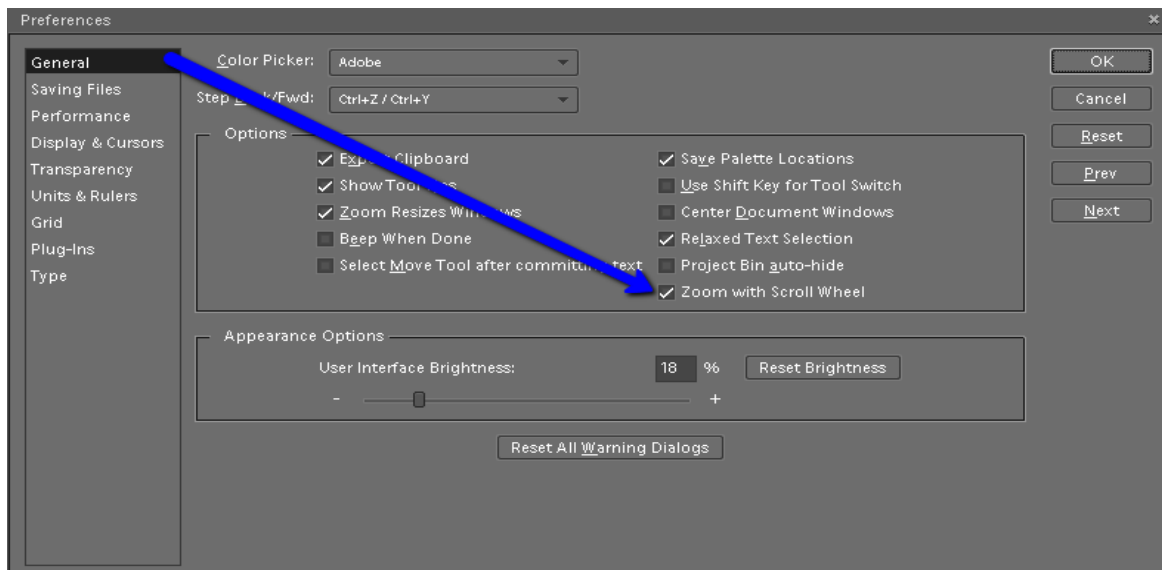 Preferences
General
Saving Files
Performance
Display & Cursors
Transparency
Units & Rulers
Grid
Plug-Ins
Type
Color Picker: Adobe
Step /Fwd: Ctrl+Z / Ctrl+Y
Options
Clipboard
Show
Zoom Resizes
Beep When Done
Select Move Tool after text
Save Palette Locations
Use Shift Key for Tool Switch
Center Document Windows
Relaxed Text Selection
Project Bin auto-hide
Zoom with Scroll Wheel
Appearance Options
User Interface Brightness: 18 % Reset Brightness
- +
Reset All Warning Dialogs
OK
Cancel
Reset
Prev
Next